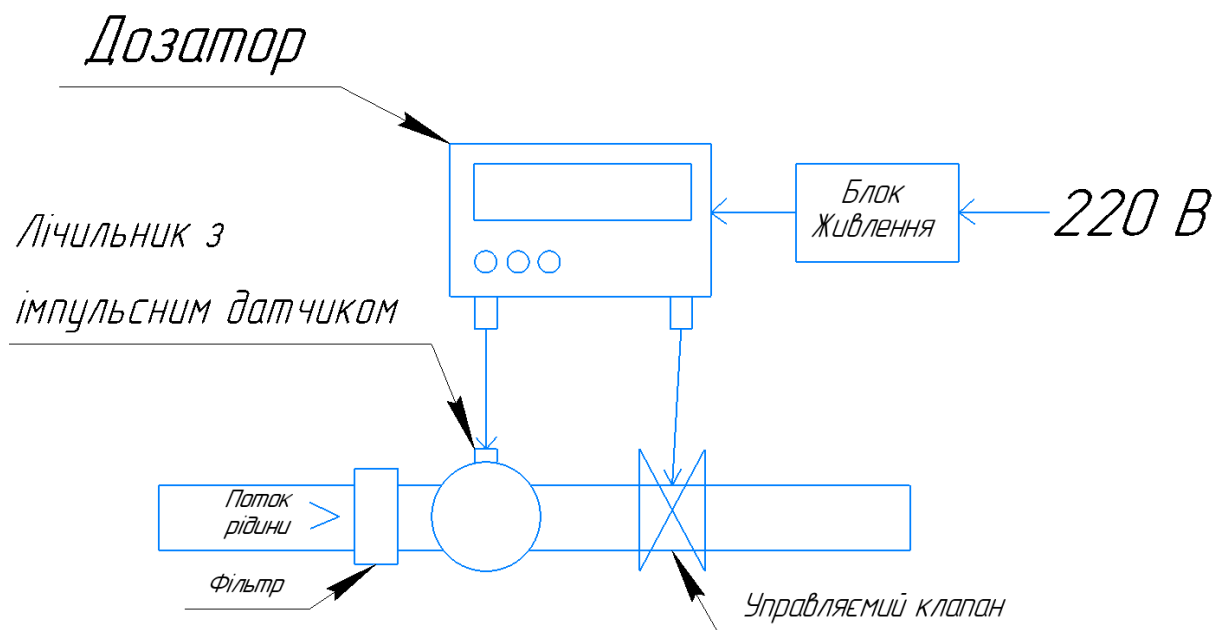 Дозатор
Блок
Живлення
220 В
Лічильник з
імпульсним датчиком
Поток
рідини
Фільтр
Управляємий клапан